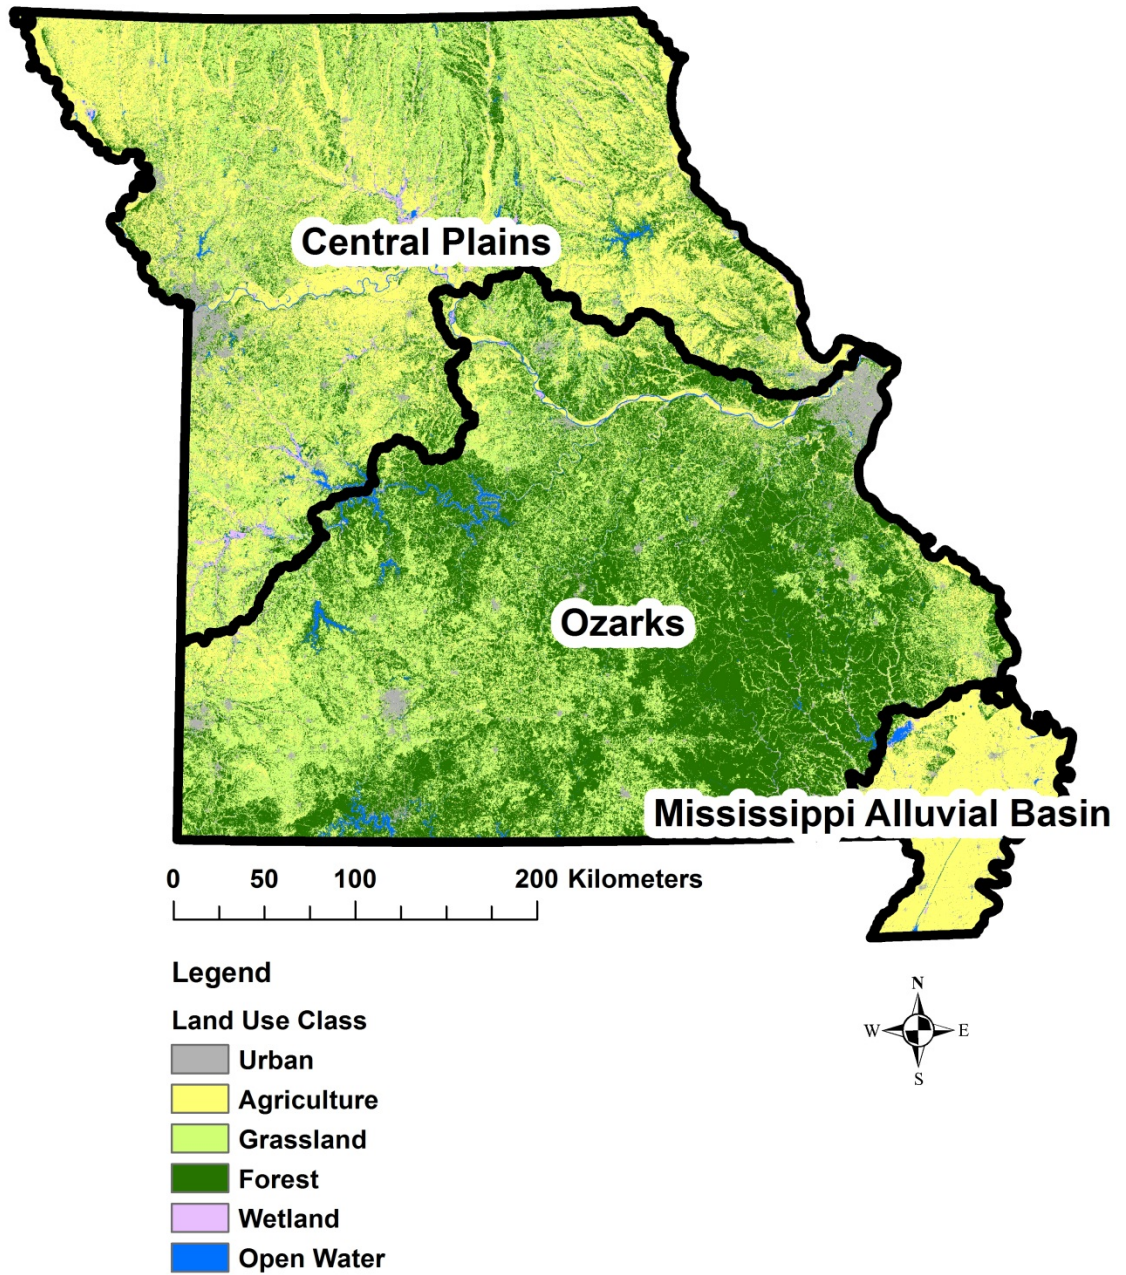 Central Plains
Ozarks
Mississippi Alluvial Basin
0 50 100 200 Kilometers
Legend
Land Use Class
Urban
Agriculture
Grassland
Forest
Wetland
Open Water
N
W E
S